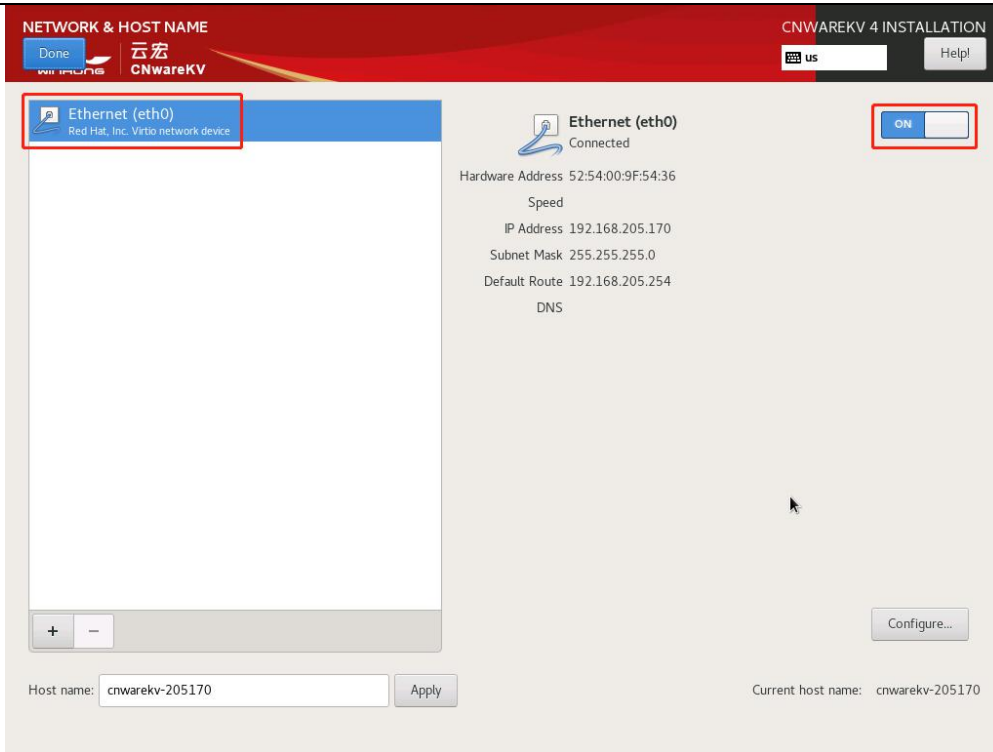 NETWORK & HOST NAME
CNWAREKV 4 INSTALLATION
Done
云宏
CNwareKV
us
Help!
Ethernet (eth0)
Red Hat, Inc. Virtio network device
Ethernet (eth0)
Connected
ON
Hardware Address 52:54:00:9F:54:36
Speed
IP Address 192.168.205.170
Subnet Mask 255.255.255.0
Default Route 192.168.205.254
DNS
+ −
Configure...
Host name: cnwarekv-205170 Apply
Current host name: cnwarekv-205170